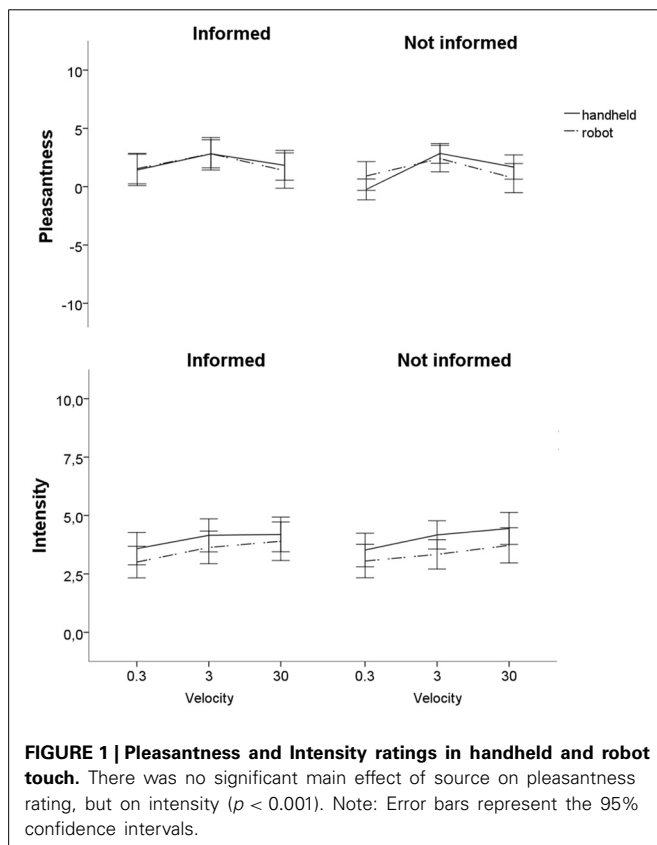 Informed
Not informed
10
5
0
-5
-10
Pleasantness
handheld
robot
Informed
Not informed
10,0
7,5
5,0
2,5
0,0
Intensity
0.3 3 30 0.3 3 30
Velocity Velocity
FIGURE 1 | Pleasantness and Intensity ratings in handheld and robot
touch. There was no significant main effect of source on pleasantness
rating, but on intensity (p < 0.001). Note: Error bars represent the 95%
confidence intervals.